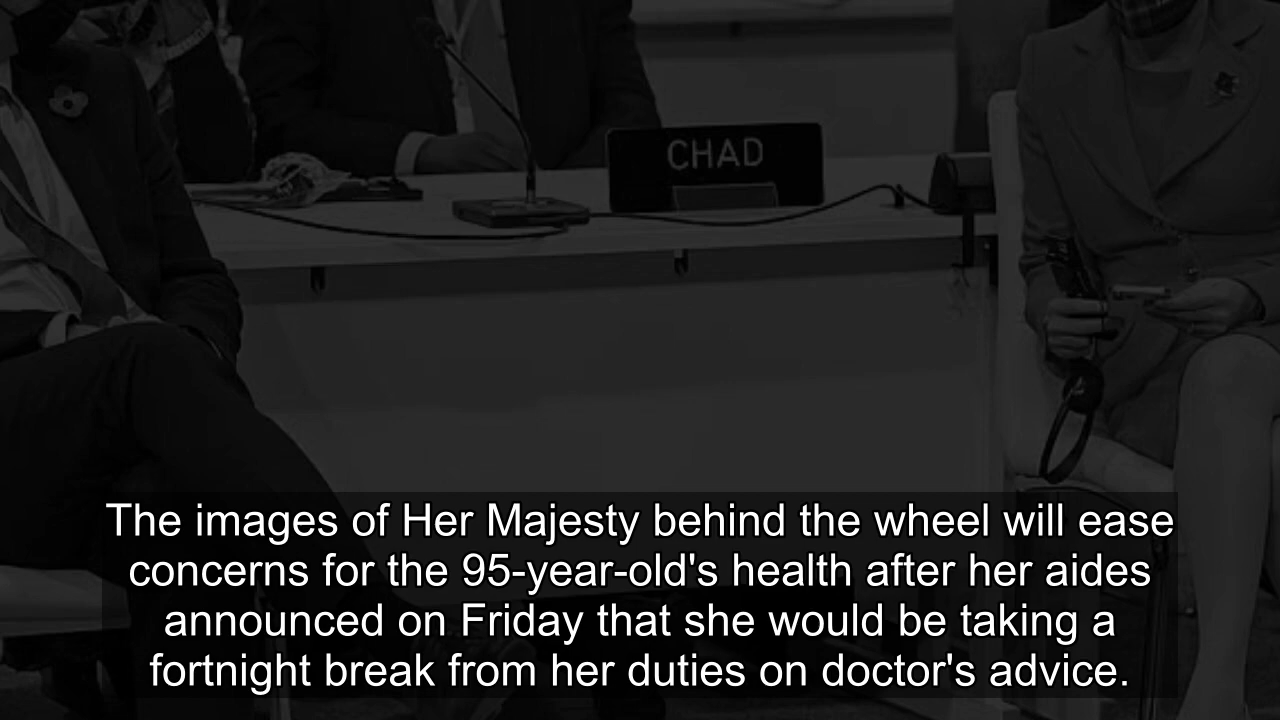 CHAD
The images of Her Majesty behind the wheel will ease
concerns for the 95-year-old's health after her aides
announced on Friday that she would be taking a
fortnight break from her duties on doctor's advice.